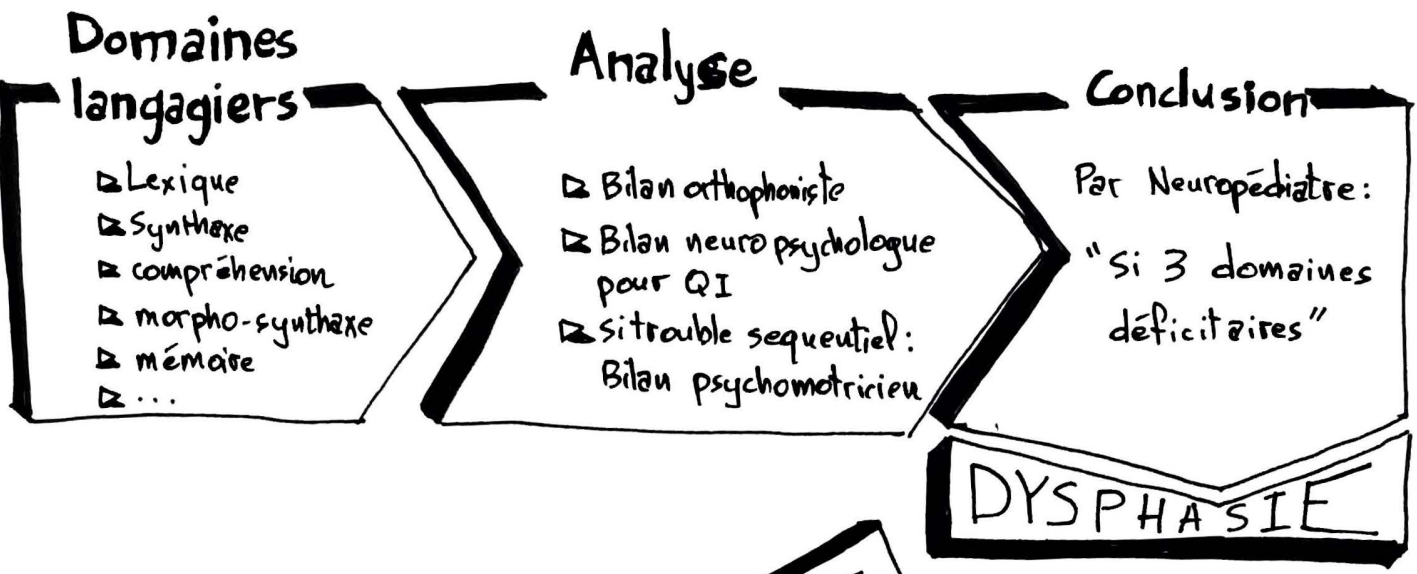 Domaines
langagiers
Lexique
Synthaxe
compréhension
morpho-synthaxe
mémoire
...
Analyse
Bilan orthophoniste
Bilan neuropsychologue
pour QI
si trouble sequentiel:
Bilan psychomotricien
Conclusion
Par Neuropédiatre:
"Si 3 domaines
déficitaires"
DYSPHASIE